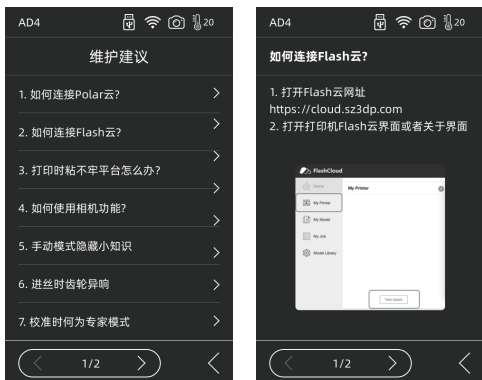 AD4
20
维护建议
1. 如何连接Polar云?
2. 如何连接Flash云?
3. 打印时粘不牢平台怎么办?
4. 如何使用相机功能?
5. 手动模式隐藏小知识
6. 进丝时齿轮异响
7. 校准时何为专家模式
1/2
AD4
20
如何连接Flash云?
1. 打开Flash云网址
https://cloud.sz3dp.com
2. 打开打印机Flash云界面或者关于界面
FlashCloud
Home
My Printer
My Printer
My Model
My Job
Model Library
View details
1/2